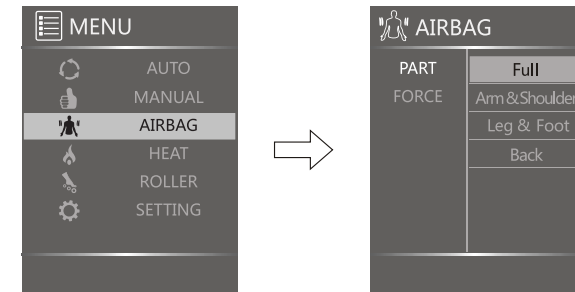 MENU
AUTO
MANUAL
AIRBAG
HEAT
ROLLER
SETTING
AIRBAG
PART
FORCE
Full
Arm &Shoulder
Leg & Foot
Back